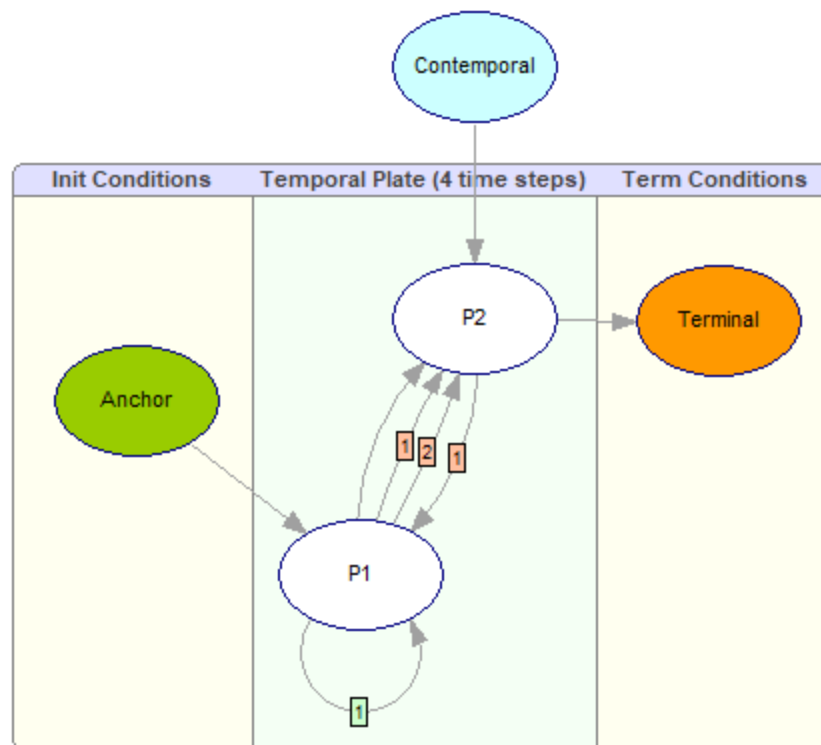 Contemporal
Init Conditions
Temporal Plate (4 time steps)
Term Conditions
P2
Terminal
Anchor
1
2
1
P1
1